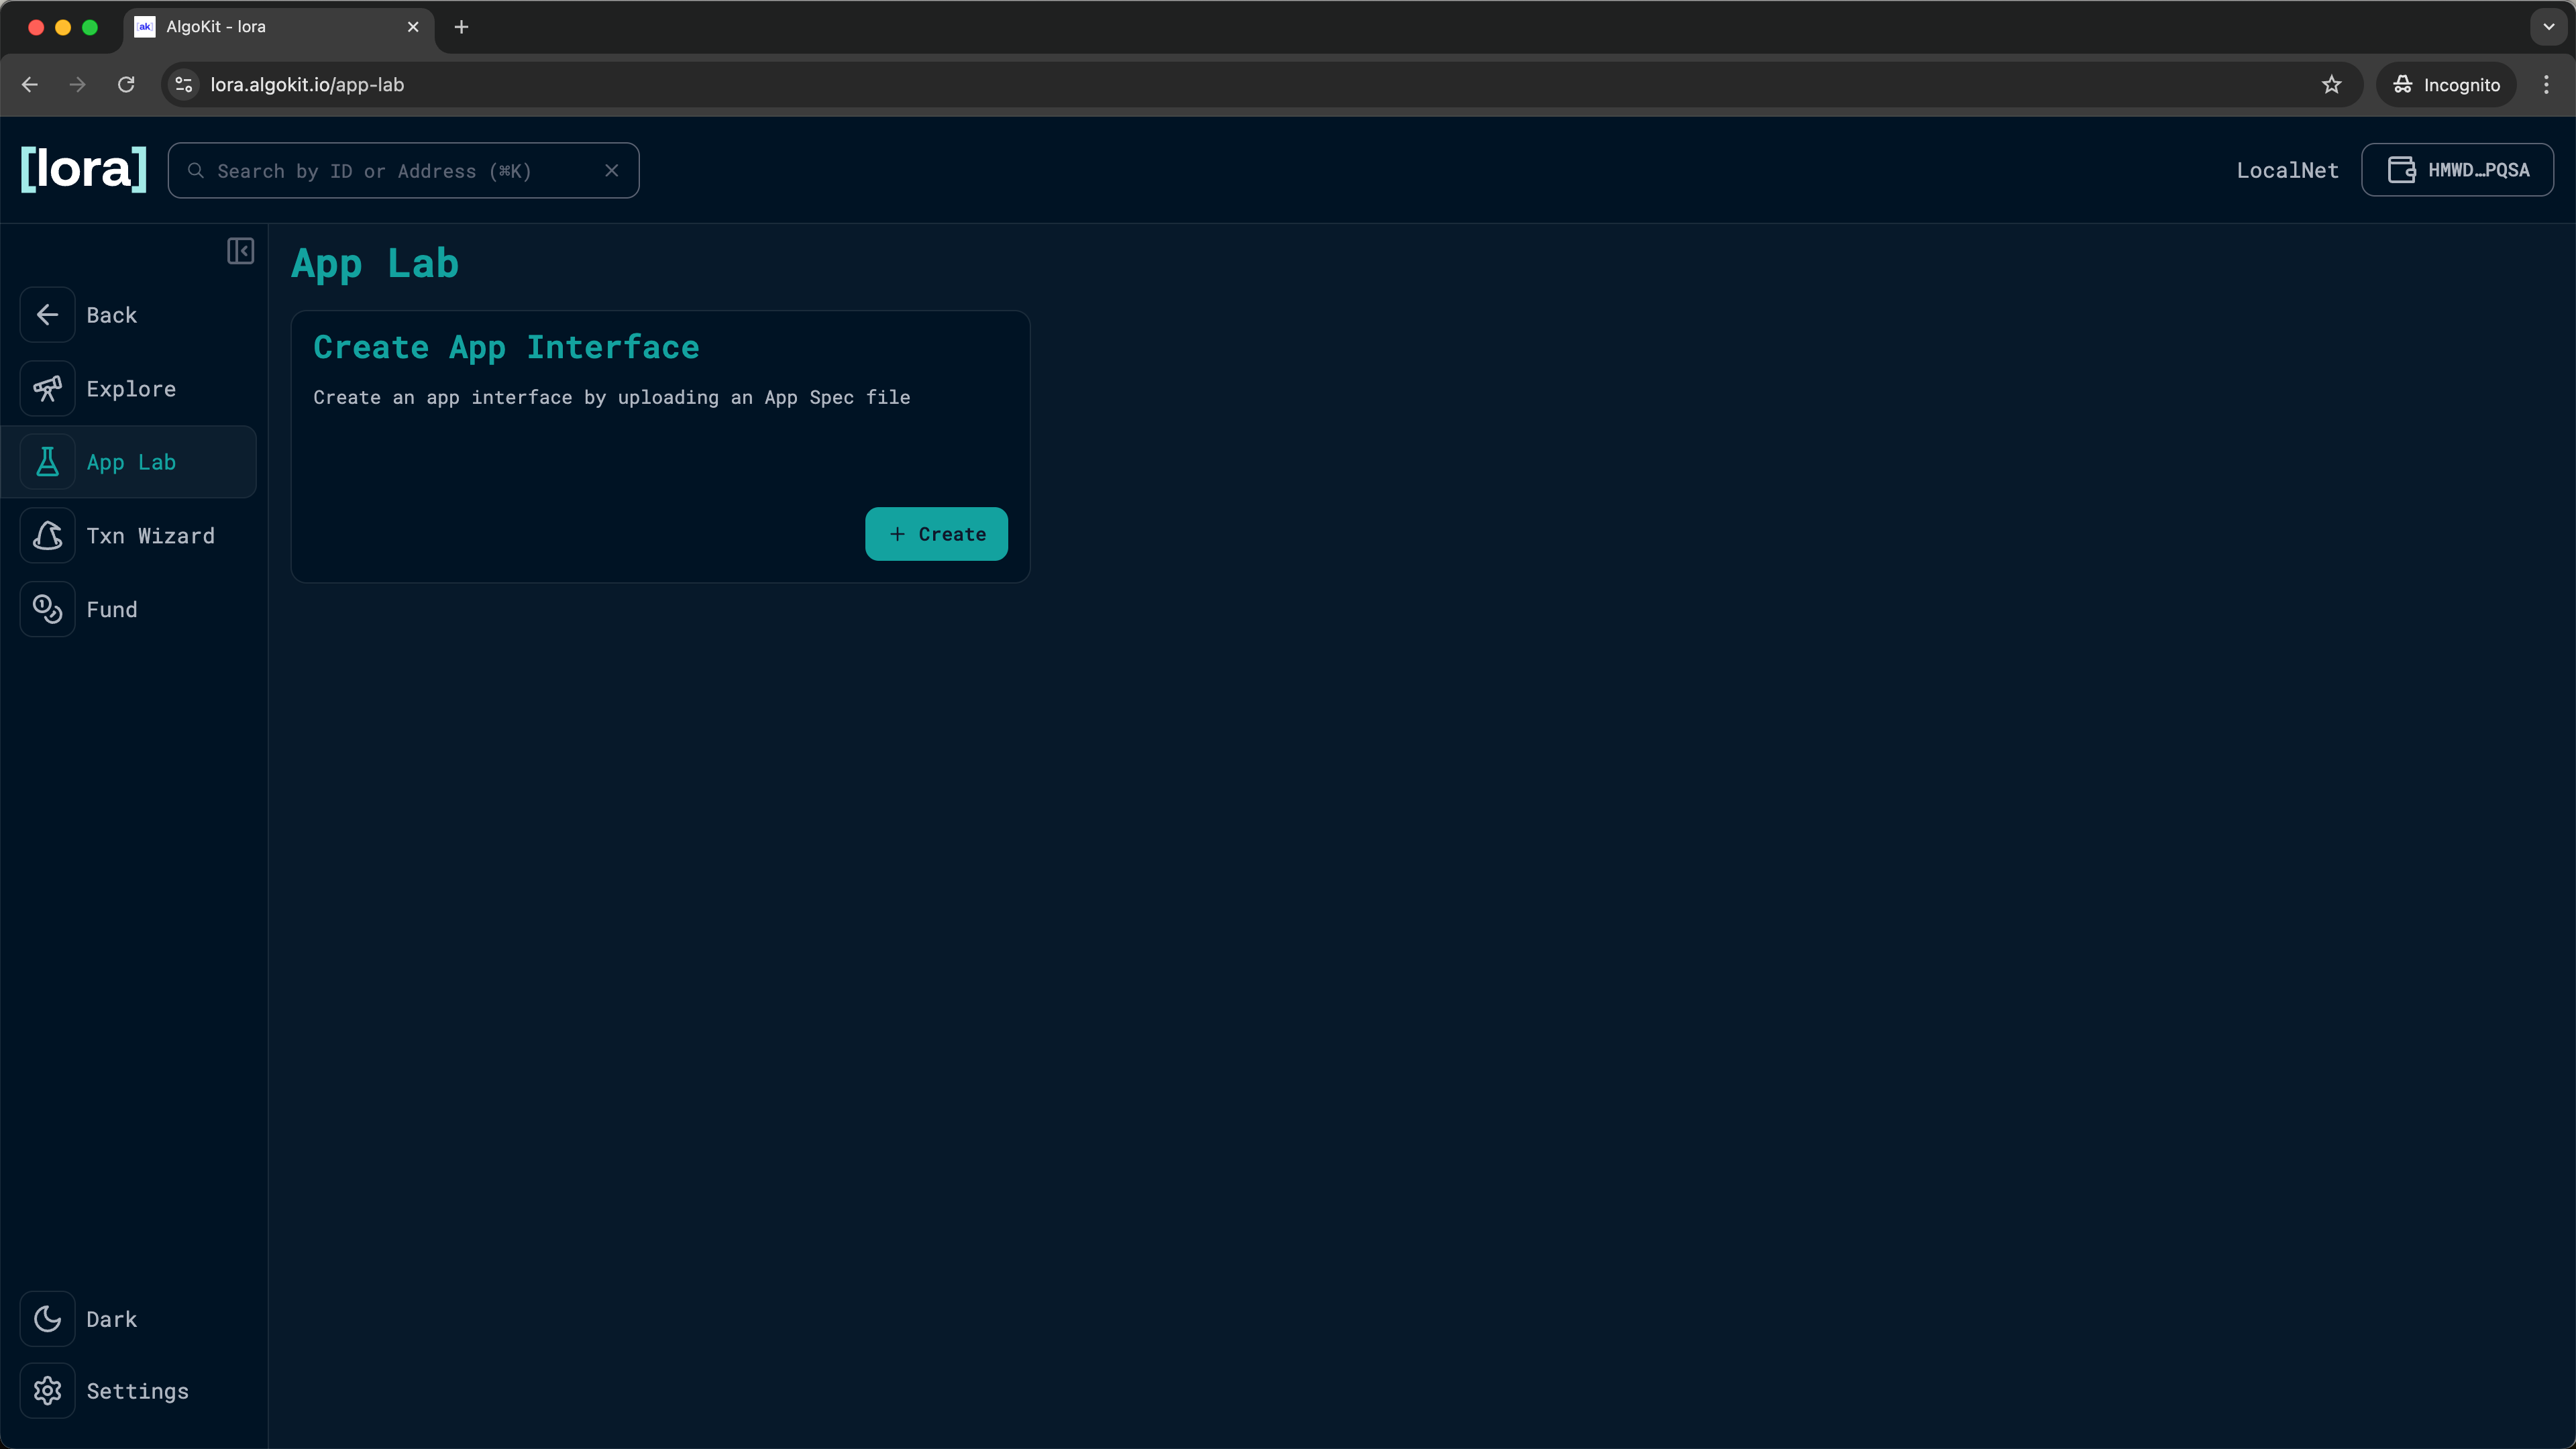 AlgoKit - lora
lora.algokit.io/app-lab
Incognito
[lora]
Search by ID or Address (⌘K)
LocalNet
HMWD…PQSA
Back
Explore
App Lab
Txn Wizard
Fund
Dark
Settings
App Lab
Create App Interface
Create an app interface by uploading an App Spec file
+ Create